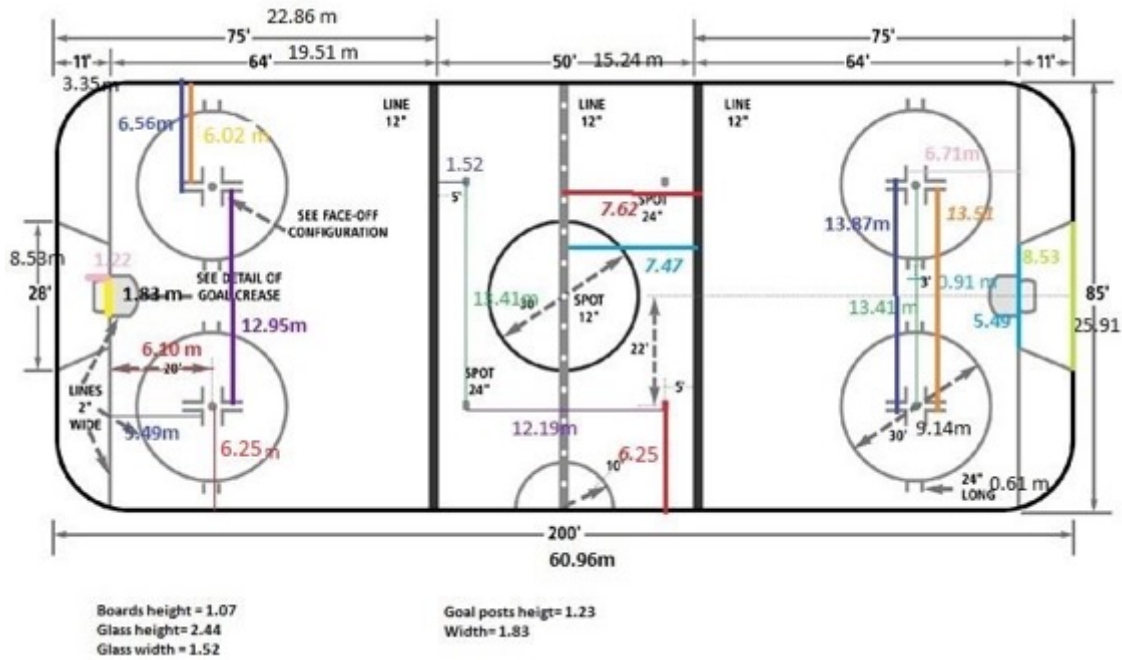 22.86 m
75'
75'
11'
64'
19.51 m
50'
15.24 m
64'
11'
3.35m
LINE
12"
LINE
12"
LINE
12"
6.56m
6.02 m
1.52
5'
6.71m
SPOT
24"
7.62
SEE FACE-OFF
CONFIGURATION
13.87m
13.51
8.53m
1.22
7.47
8.53
SEE DETAIL OF
GOAL CREASE
28'
1.83 m
13.41m
30'
SPOT
12"
3'
0.91 m
85'
13.41m
5.49
25.91
12.95m
6.10 m
20'
22'
SPOT
24"
5'
LINES
2"
WIDE
5.49m
12.19m
6.25 m
10'
6.25
30'
9.14m
24"
LONG
0.61 m
200'
60.96m
Boards height = 1.07
Glass height= 2.44
Glass width = 1.52
Goal posts heigt= 1.23
Width= 1.83